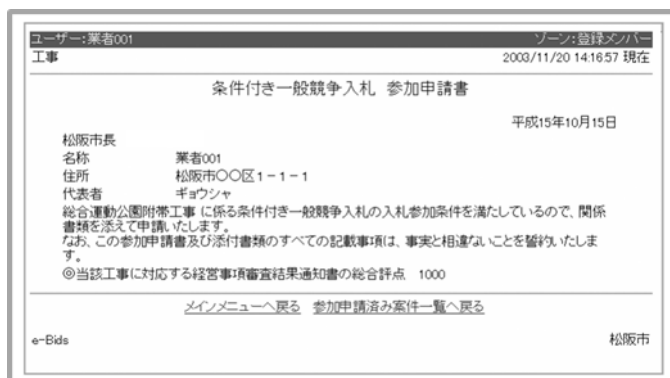 ユーザー:業者001 ゾーン:登録メンバー
工事 2003/11/20 14:16:57 現在
条件付き一般競争入札 参加申請書
平成15年10月15日
松阪市長
名称 業者001
住所 松阪市〇〇区1-1-1
代表者 ギョウシャ
総合運動公園附帯工事 に係る条件付き一般競争入札の入札参加条件を満たしているので、関係
書類を添えて申請いたします。
なお、この参加申請書及び添付書類のすべての記載事項は、事実と相違ないことを誓約いたしま
す。
◎当該工事に対応する経営事項審査結果通知書の総合評点 1000
メインメニューへ戻る 参加申請済み案件一覧へ戻る
e-Bids 松阪市